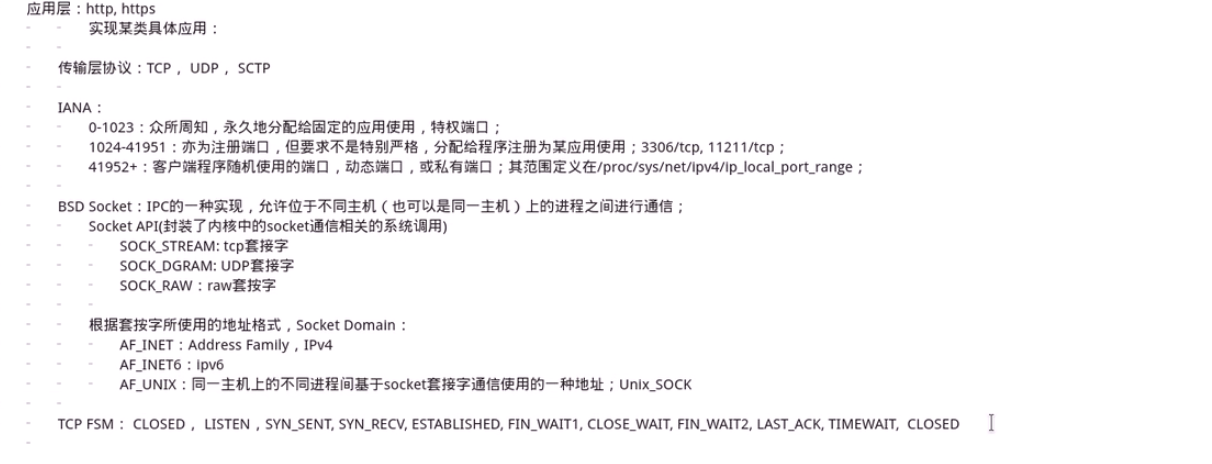 应用层：http, https
实现某类具体应用：
传输层协议：TCP， UDP， SCTP
IANA：
0-1023：众所周知，永久地分配给固定的应用使用，特权端口；
1024-41951：亦为注册端口，但要求不是特别严格，分配给程序注册为某应用使用；3306/tcp, 11211/tcp；
41952+：客户端程序随机使用的端口，动态端口，或私有端口；其范围定义在/proc/sys/net/ipv4/ip_local_port_range；
BSD Socket：IPC的一种实现，允许位于不同主机（也可以是同一主机）上的进程之间进行通信；
Socket API(封装了内核中的socket通信相关的系统调用)
SOCK_STREAM: tcp套接字
SOCK_DGRAM: UDP套接字
SOCK_RAW：raw套按字
根据套按字所使用的地址格式，Socket Domain：
AF_INET：Address Family，IPv4
AF_INET6：ipv6
AF_UNIX：同一主机上的不同进程间基于socket套接字通信使用的一种地址；Unix_SOCK
TCP FSM： CLOSED， LISTEN，SYN_SENT, SYN_RECV, ESTABLISHED, FIN_WAIT1, CLOSE_WAIT, FIN_WAIT2, LAST_ACK, TIMEWAIT,  CLOSED